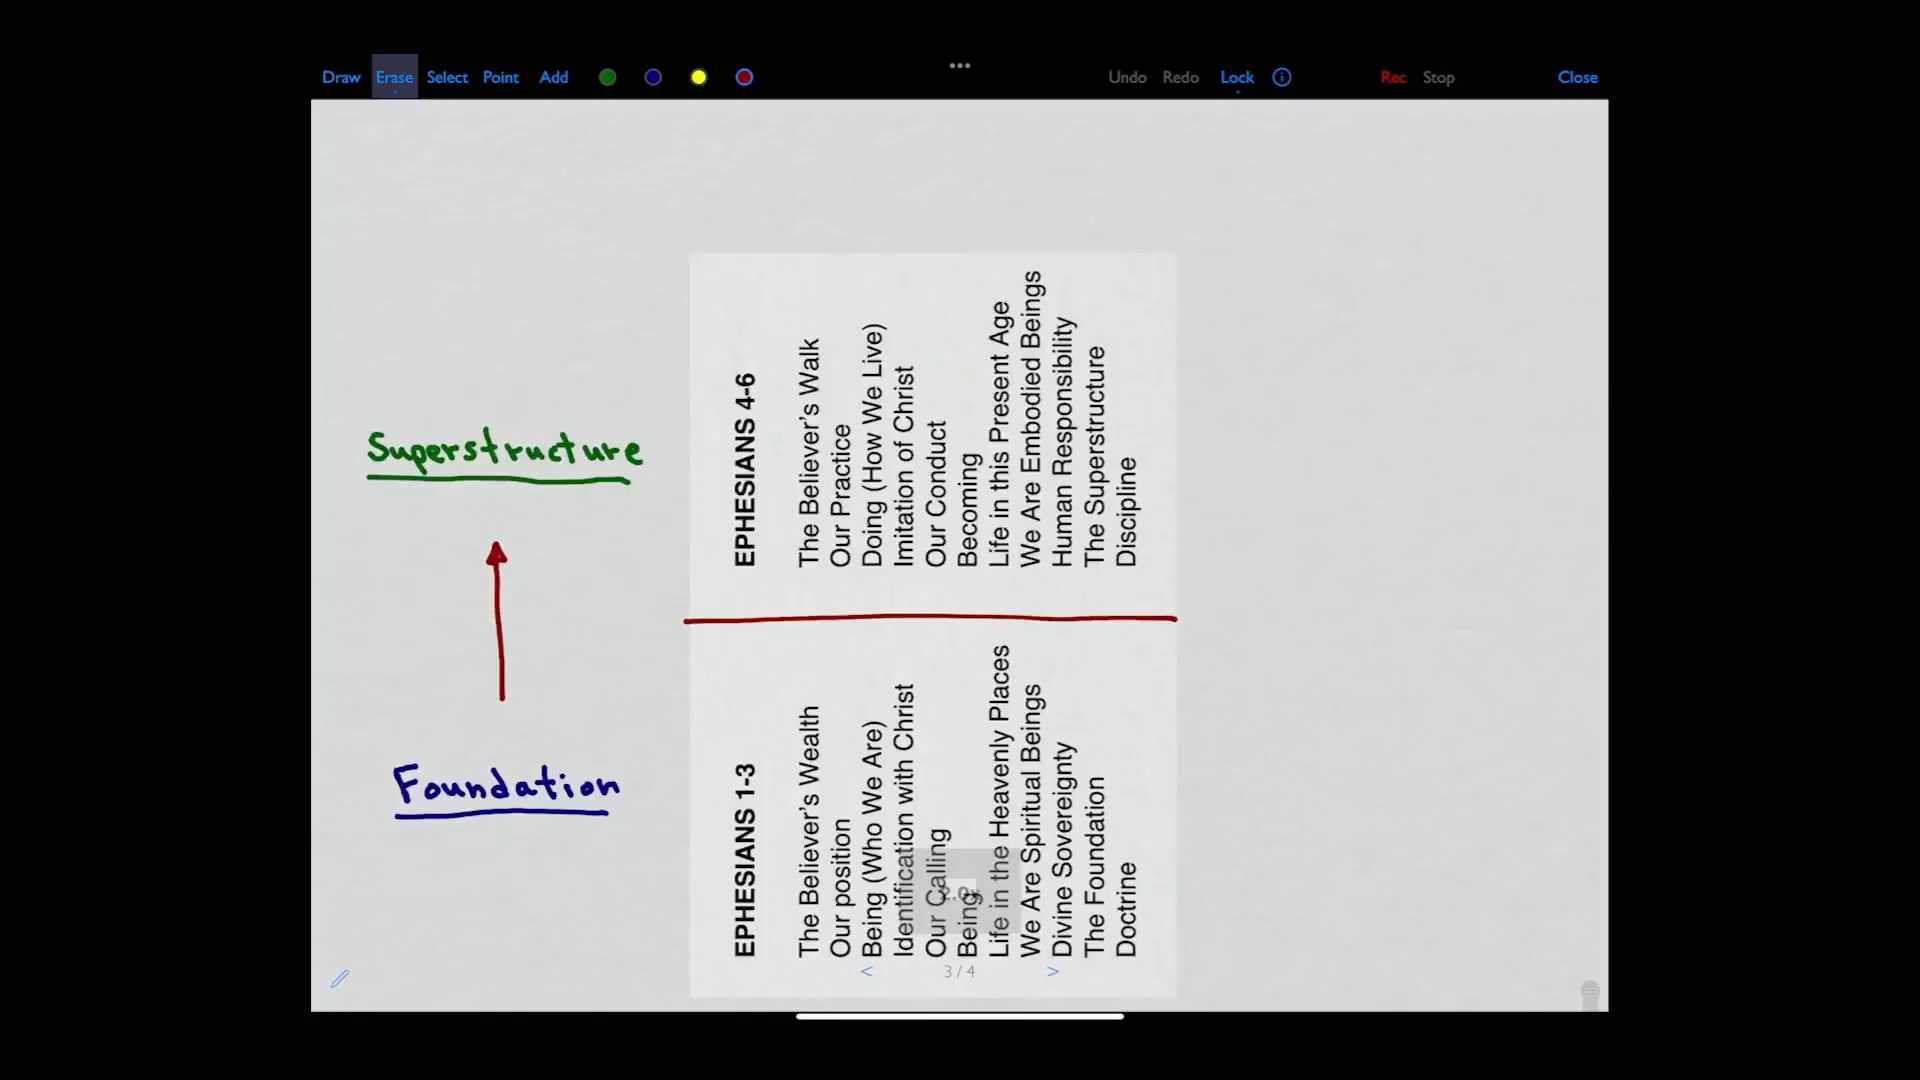 Draw Erase Select Point Add
Undo Redo Lock Rec Stop Close
Superstructure
Foundation
EPHESIANS 4-6
The Believer's Walk
Our Practice
Doing (How We Live)
Imitation of Christ
Our Conduct
Becoming
Life in this Present Age
We Are Embodied Beings
Human Responsibility
The Superstructure
Discipline
EPHESIANS 1-3
The Believer's Wealth
Our position
Being (Who We Are)
Identification with Christ
Our Calling
Being
Life in the Heavenly Places
We Are Spiritual Beings
Divine Sovereignty
The Foundation
Doctrine
2.0x
< 3 / 4 >